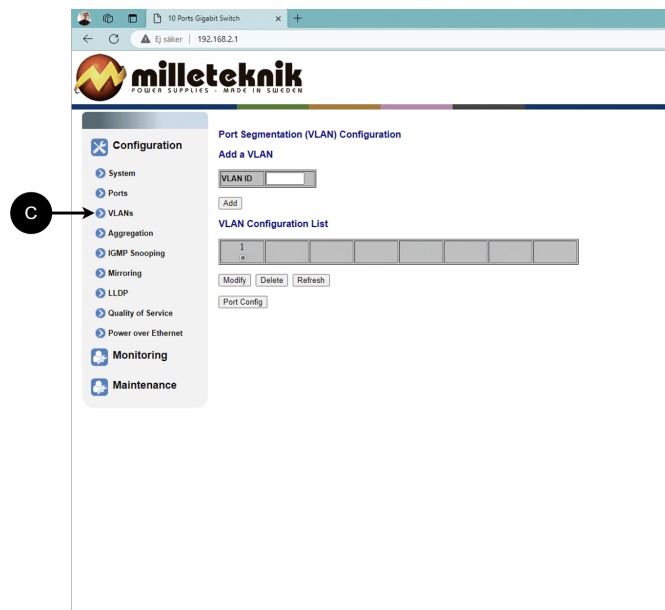 10 Ports Gigabit Switch
Ej säker | 192.168.2.1
milleteknik
POWER SUPPLIES - MADE IN SWEDEN
Configuration
System
Ports
C
VLANs
Aggregation
IGMP Snooping
Mirroring
LLDP
Quality of Service
Power over Ethernet
Monitoring
Maintenance
Port Segmentation (VLAN) Configuration
Add a VLAN
VLAN ID
Add
VLAN Configuration List
1
Modify Delete Refresh
Port Config